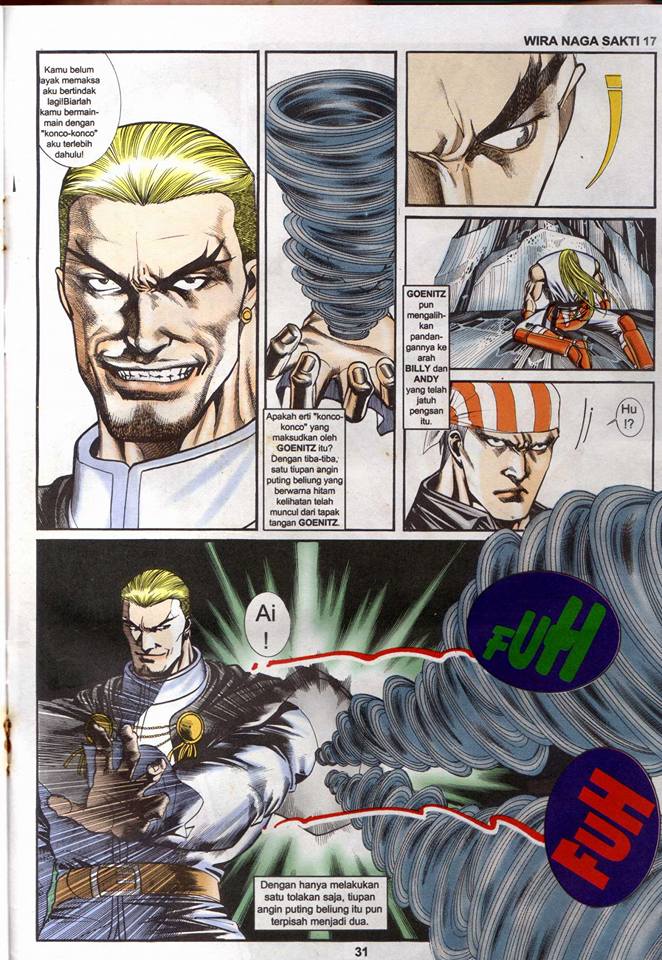 WIRA NAGA SAKTI 17
Kamu belum
layak memaksa
aku bertindak
lagi!Biarlah
kamu bermain-
main dengan
"konco-konco"
aku terlebih
dahulu!
Apakah erti "konco-
konco" yang
maksudkan oleh
GOENITZ itu?
Dengan tiba-tiba,
satu tiupan angin
puting beliung yang
berwarna hitam
kelihatan telah
muncul dari tapak
tangan GOENITZ.
GOENITZ
pun
mengalih-
kan
pandan-
gannya ke
arah
BILLY dan
ANDY
yang telah
jatuh
pengsan
itu.
Hu
!?
Ai
!
FUH
FUH
Dengan hanya melakukan
satu tolakan saja, tiupan
angin puting beliung itu pun
terpisah menjadi dua.
31